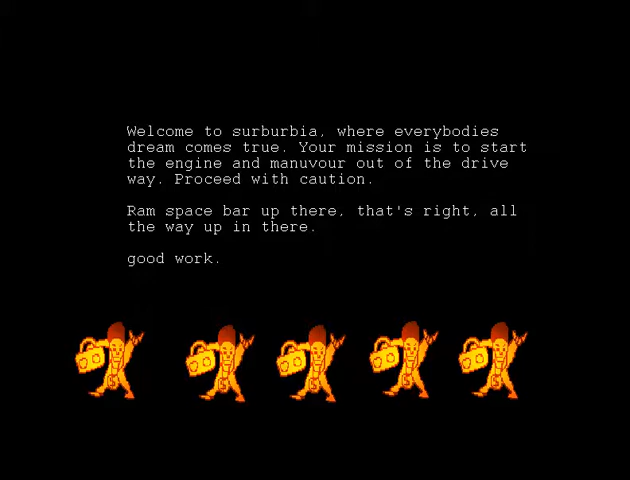 Welcome to surburbia, where everybodies
dream comes true. Your mission is to start
the engine and manuvour out of the drive
way. Proceed with caution.
Ram space bar up there, that's right, all
the way up in there.
good work.